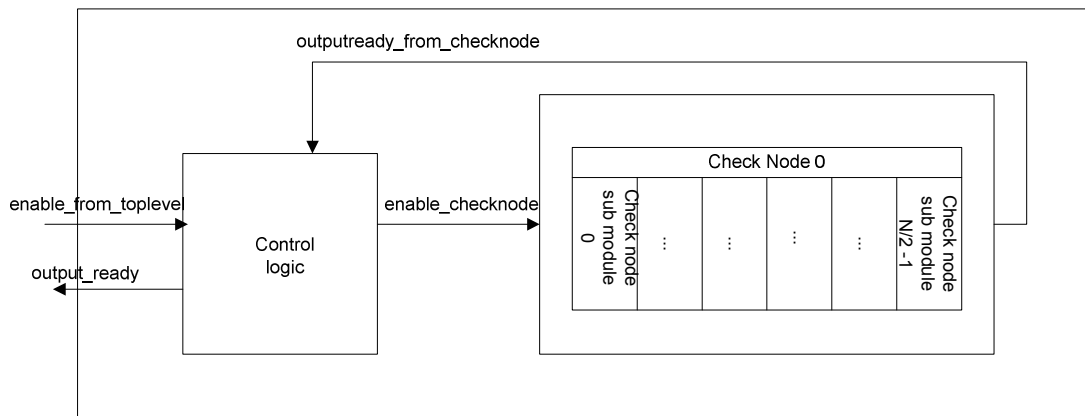 outputready_from_checknode
enable_from_toplevel
enable_checknode
output_ready
Control
logic
Check Node 0
Check node
sub module
0
...
...
...
...
Check node
sub module
N/2 -1